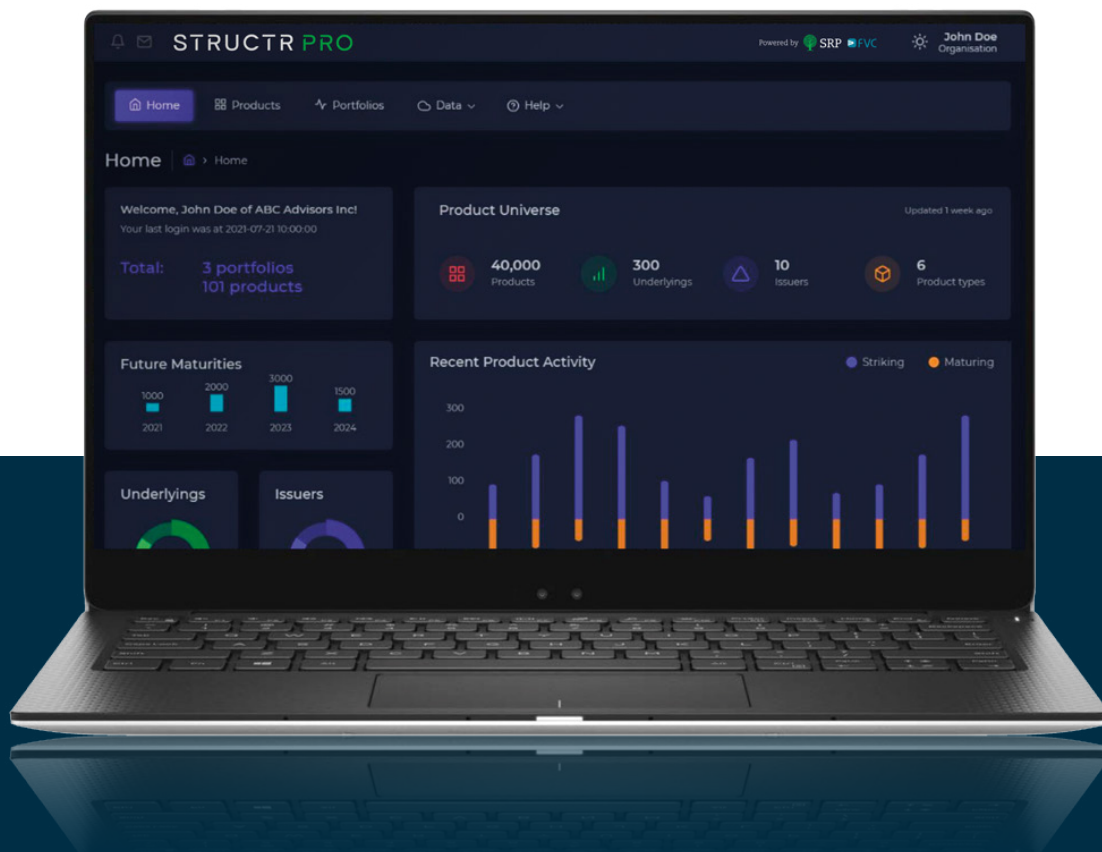 STRUCTR PRO
Powered by SRP FVC
John Doe
Organisation
Home
Products
Portfolios
Data
Help
Home
Home
Welcome, John Doe of ABC Advisors Inc!
Your last login was at 2021-07-21 10:00:00
Total: 3 portfolios
101 products
Product Universe
Updated 1 week ago
40,000
Products
300
Underlyings
10
Issuers
6
Product types
Future Maturities
1000 2000 3000 1500
2021 2022 2023 2024
Recent Product Activity
Striking
Maturing
300
200
100
0
Underlyings
Issuers